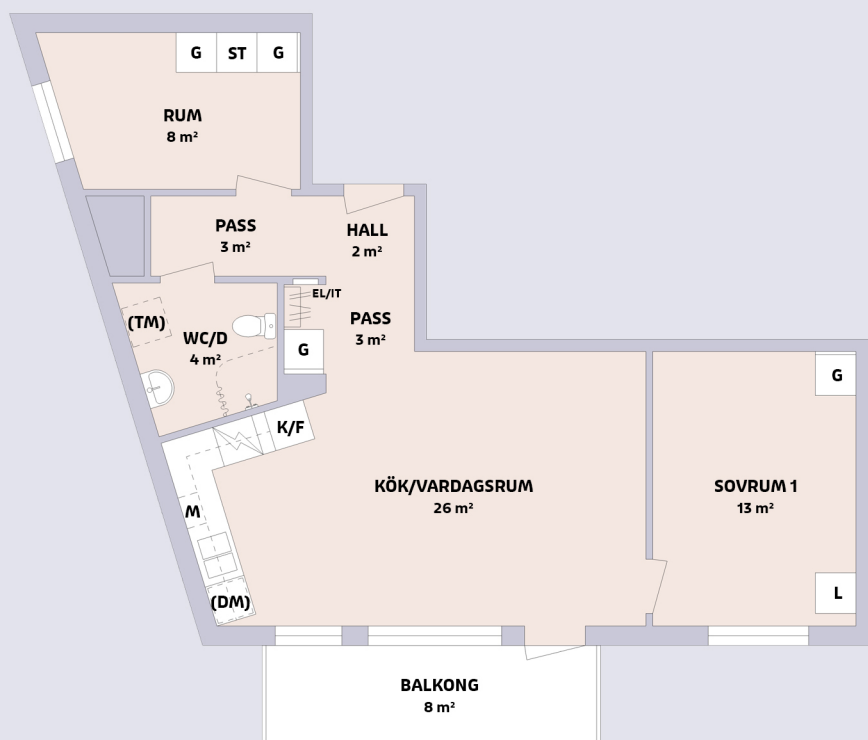 G ST G
RUM
8 m²
PASS
3 m²
HALL
2 m²
EL/IT
(TM)
WC/D
4 m²
PASS
3 m²
G
G
K/F
M
(DM)
KÖK/VARDAGSRUM
26 m²
SOVRUM 1
13 m²
L
BALKONG
8 m²